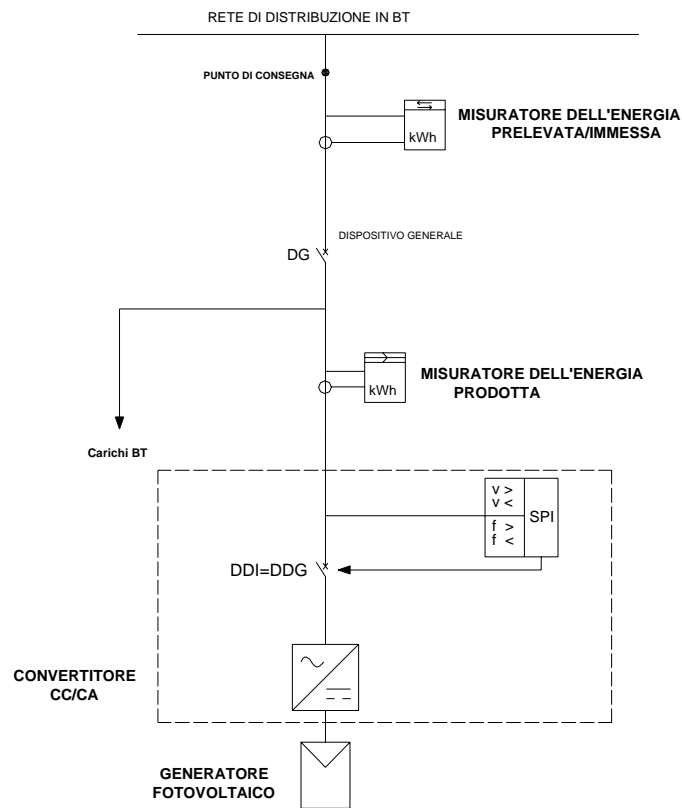 RETE DI DISTRIBUZIONE IN BT
PUNTO DI CONSEGNA
MISURATORE DELL'ENERGIA
PRELEVATA/IMMESSA
kWh
DISPOSITIVO GENERALE
DG
MISURATORE DELL'ENERGIA
PRODOTTA
kWh
Carichi BT
v >
v <
SPI
f >
f <
DDI=DDG
CONVERTITORE
CC/CA
GENERATORE
FOTOVOLTAICO